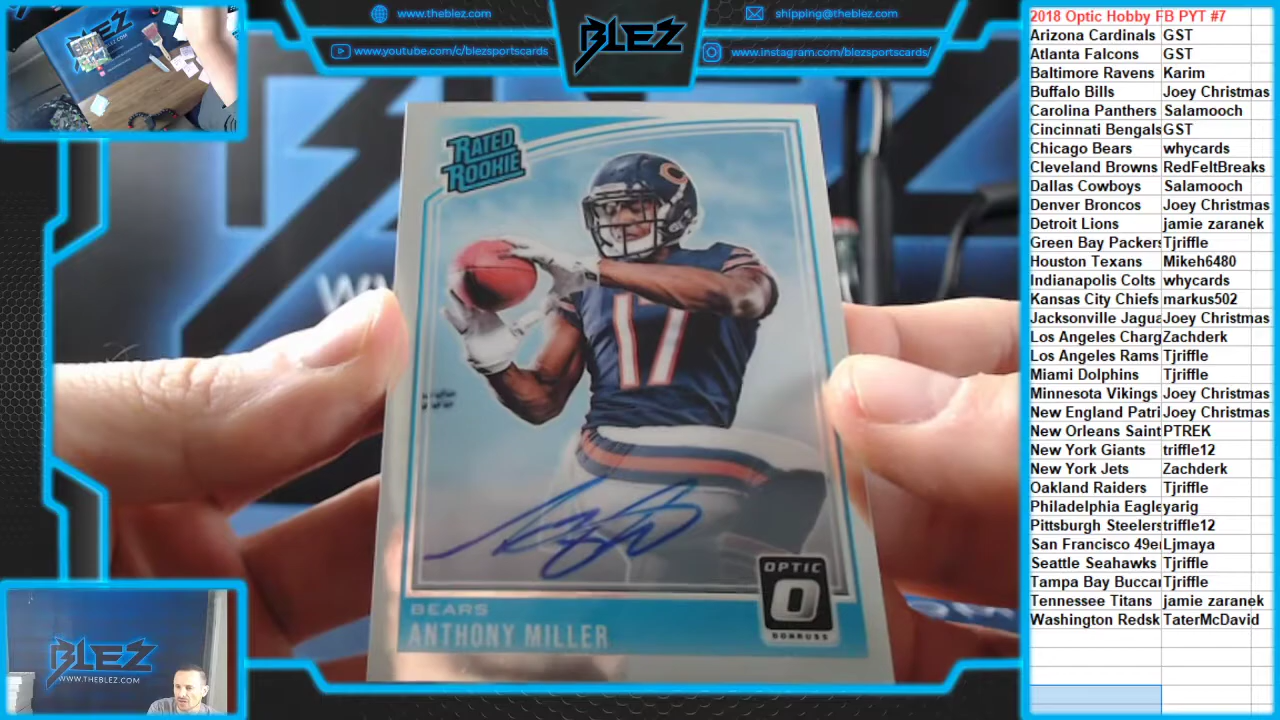 www.theblez.com
shipping@theblez.com
www.youtube.com/c/blezsportscards
www.instagram.com/blezsportscards/
BLEZ
RATED
ROOKIE
17
OPTIC
O
DONRUSS
BEARS
ANTHONY MILLER
BLEZ
WWW.THEBLEZ.COM
2018 Optic Hobby FB PYT #7
Arizona Cardinals GST
Atlanta Falcons GST
Baltimore Ravens Karim
Buffalo Bills Joey Christmas
Carolina Panthers Salamooch
Cincinnati Bengals GST
Chicago Bears whycards
Cleveland Browns RedFeltBreaks
Dallas Cowboys Salamooch
Denver Broncos Joey Christmas
Detroit Lions jamie zaranek
Green Bay Packers Tjriffle
Houston Texans Mikeh6480
Indianapolis Colts whycards
Kansas City Chiefs markus502
Jacksonville Jagua Joey Christmas
Los Angeles Charg Zachderk
Los Angeles Rams Tjriffle
Miami Dolphins Tjriffle
Minnesota Vikings Joey Christmas
New England Patri Joey Christmas
New Orleans Saint PTREK
New York Giants triffle12
New York Jets Zachderk
Oakland Raiders Tjriffle
Philadelphia Eagle yarig
Pittsburgh Steelers triffle12
San Francisco 49e Ljmaya
Seattle Seahawks Tjriffle
Tampa Bay Buccar Tjriffle
Tennessee Titans jamie zaranek
Washington Redsk TaterMcDavid